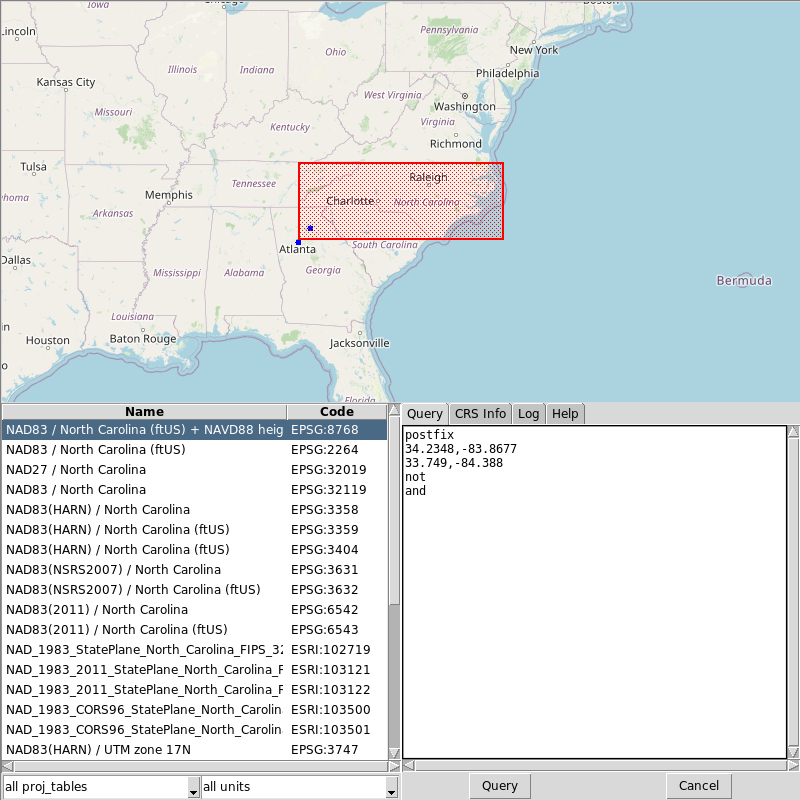 Iowa
Boston
Lincoln
Pennsylvania
New York
Ohio
Illinois
Indiana
Philadelphia
Kansas City
West Virginia
Washington
Missouri
Virginia
Kentucky
Richmond
Tulsa
Raleigh
Tennessee
Memphis
Charlotte
North Carolina
Arkansas
Atlanta
South Carolina
Dallas
Mississippi
Alabama
Georgia
Bermuda
Louisiana
Houston
Baton Rouge
Jacksonville
Florida
Name Code
NAD83 / North Carolina (ftUS) + NAVD88 heig EPSG:8768
NAD83 / North Carolina (ftUS) EPSG:2264
NAD27 / North Carolina EPSG:32019
NAD83 / North Carolina EPSG:32119
NAD83(HARN) / North Carolina EPSG:3358
NAD83(HARN) / North Carolina (ftUS) EPSG:3359
NAD83(HARN) / North Carolina (ftUS) EPSG:3404
NAD83(NSRS2007) / North Carolina EPSG:3631
NAD83(NSRS2007) / North Carolina (ftUS) EPSG:3632
NAD83(2011) / North Carolina EPSG:6542
NAD83(2011) / North Carolina (ftUS) EPSG:6543
NAD_1983_StatePlane_North_Carolina_FIPS_32 ESRI:102719
NAD_1983_2011_StatePlane_North_Carolina_F ESRI:103121
NAD_1983_2011_StatePlane_North_Carolina_F ESRI:103122
NAD_1983_CORS96_StatePlane_North_Carolin ESRI:103500
NAD_1983_CORS96_StatePlane_North_Carolin ESRI:103501
NAD83(HARN) / UTM zone 17N EPSG:3747
all proj_tables all units
Query CRS Info Log Help
postfix
34.2348,-83.8677
33.749,-84.388
not
and
Query Cancel